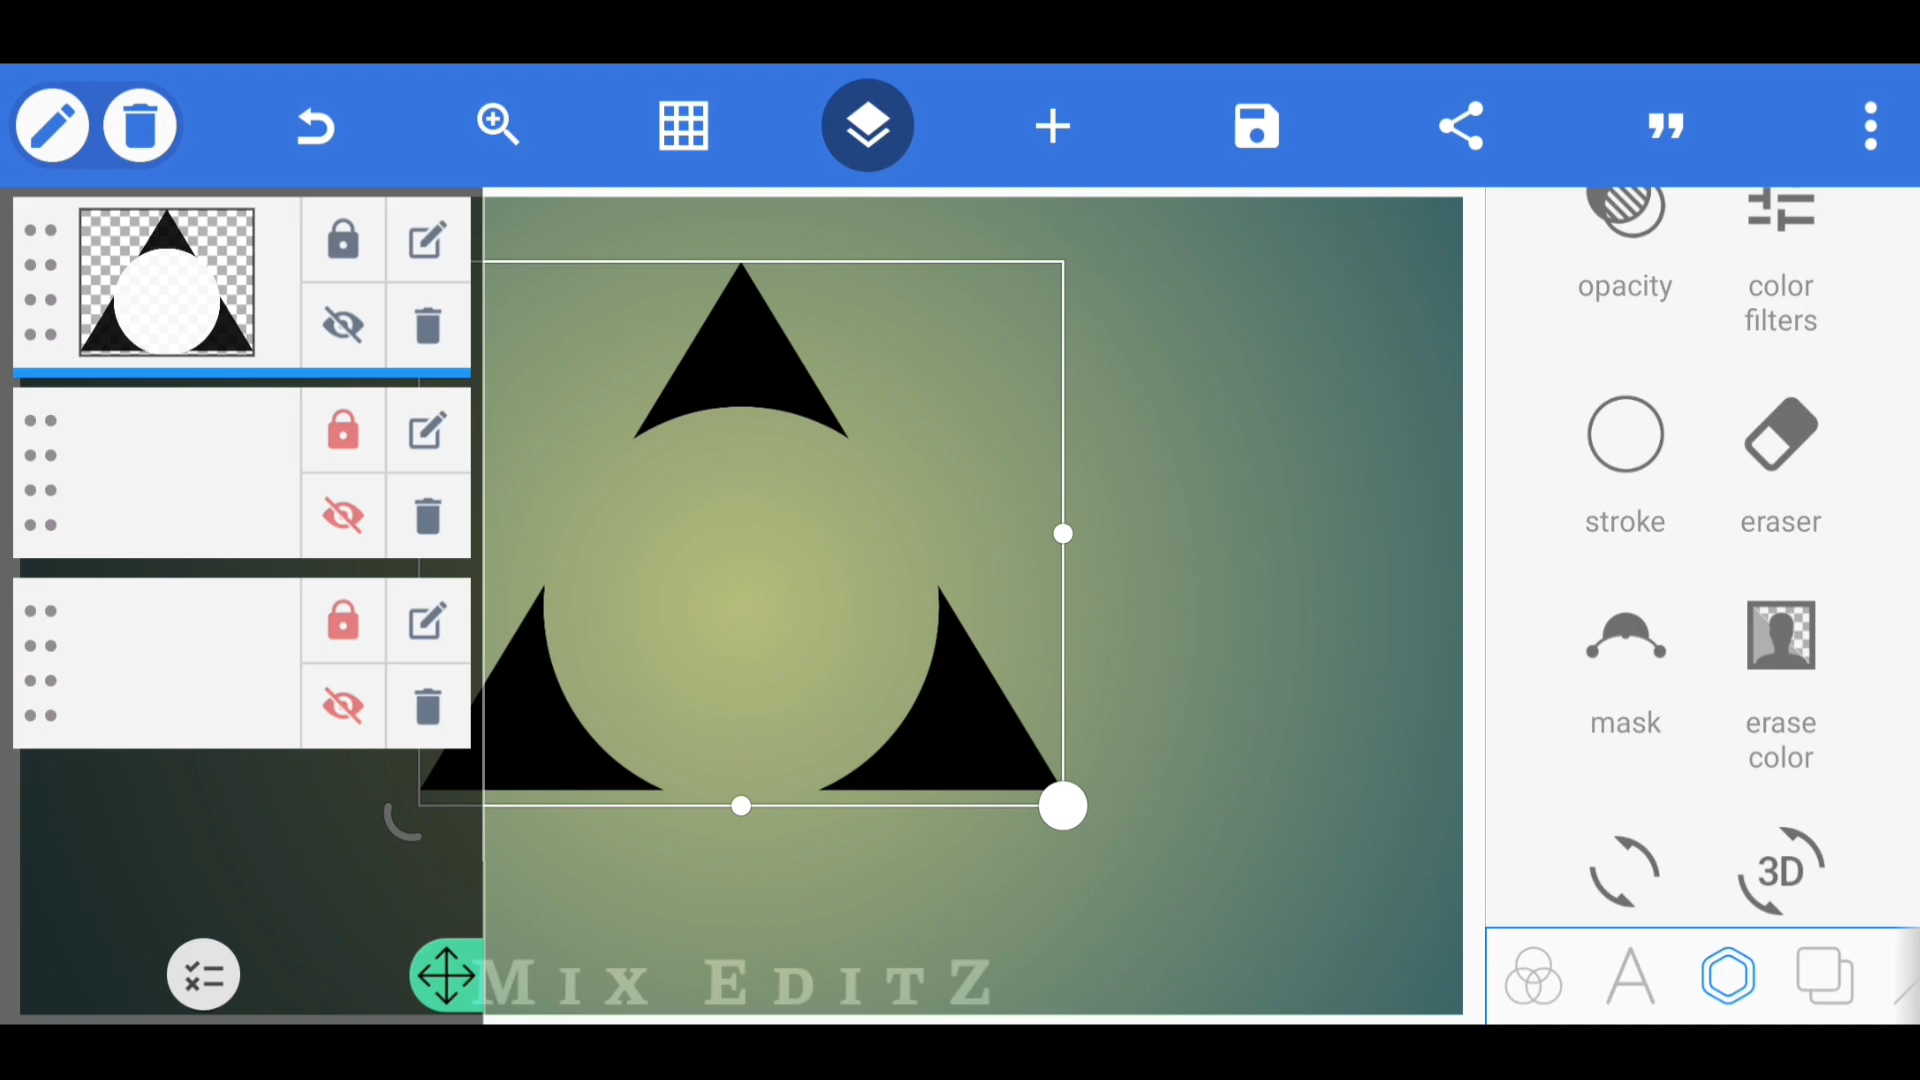 opacity
color
filters
stroke
eraser
mask
erase
color
3D
A
MIX EDITZ